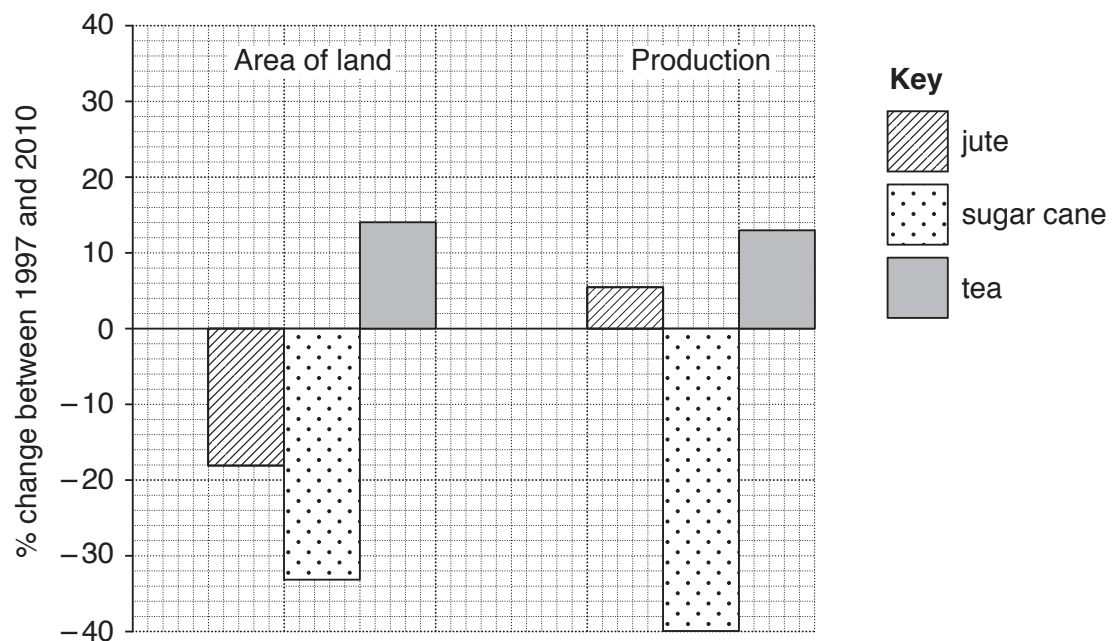 % change between 1997 and 2010
40
30
20
10
0
–10
–20
–30
–40
Area of land
Production
Key
jute
sugar cane
tea